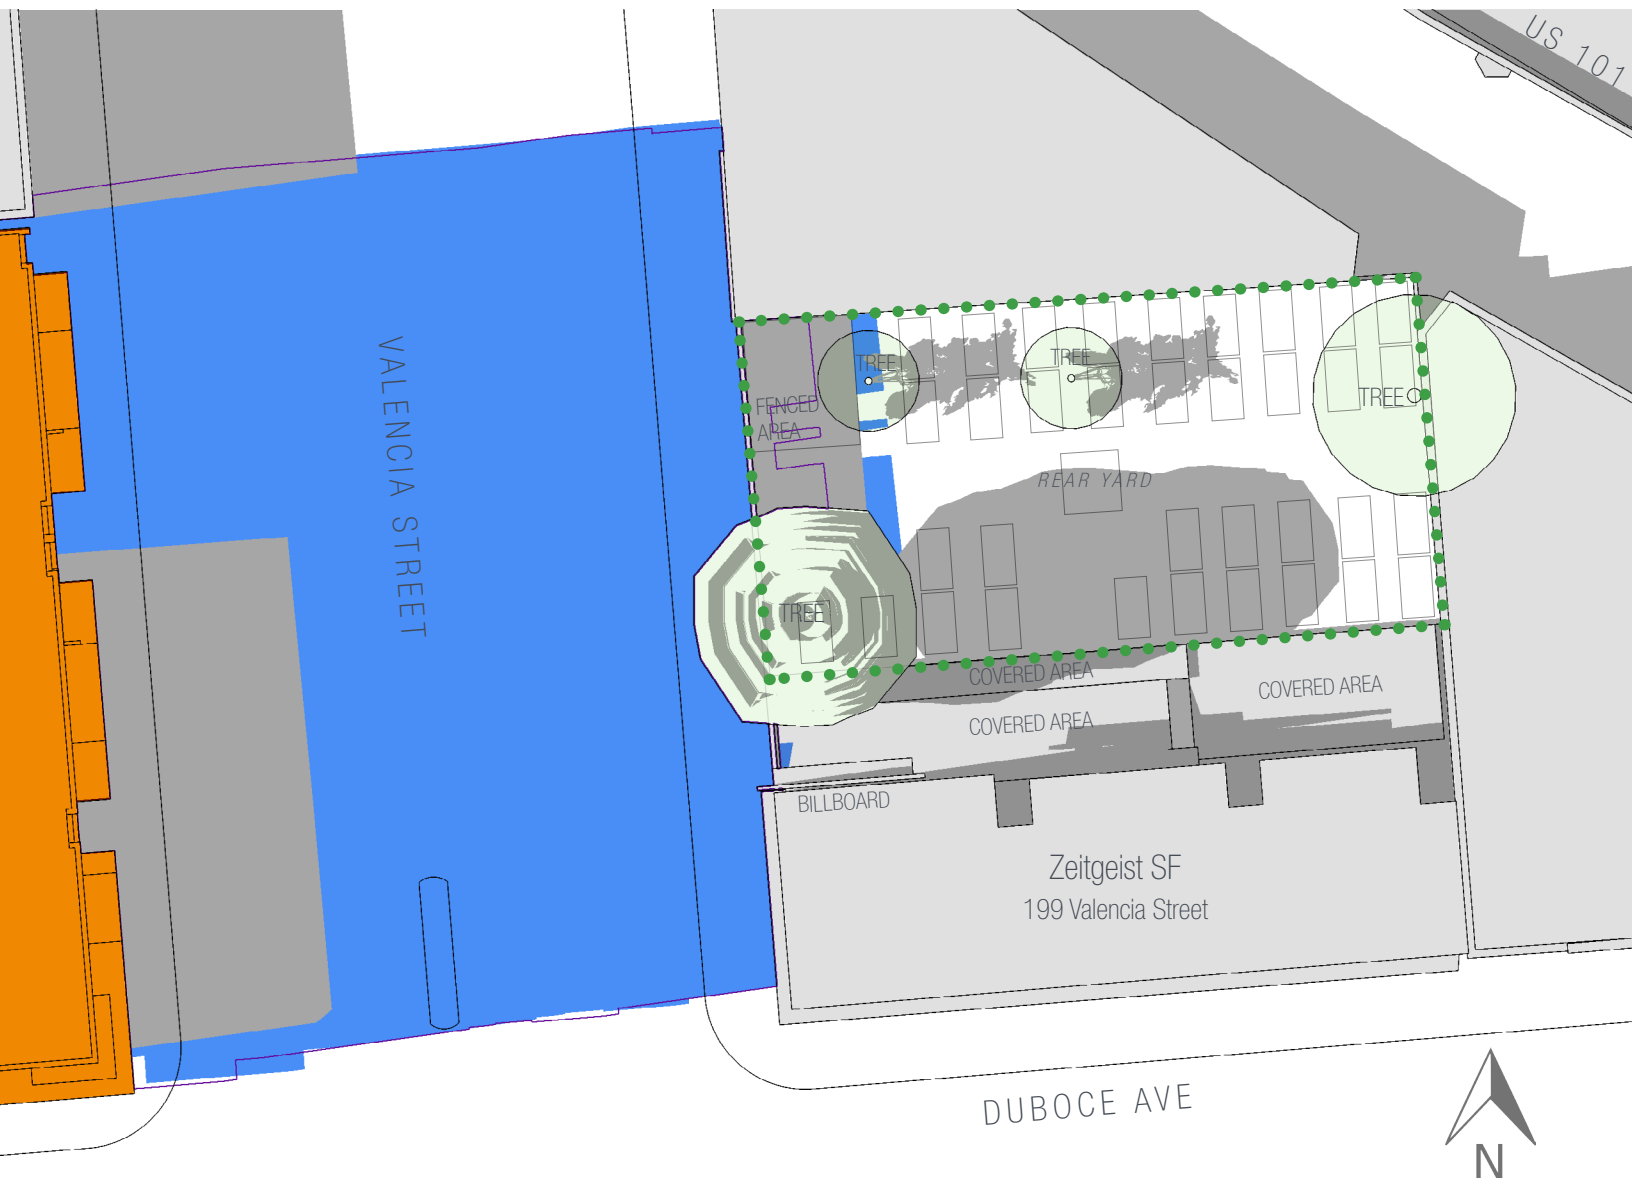 US 101
VALENCIA STREET
TREE
TREE
TREE
FENCED
AREA
REAR YARD
TREE
COVERED AREA
COVERED AREA
COVERED AREA
BILLBOARD
Zeitgeist SF
199 Valencia Street
DUBOCE AVE
N